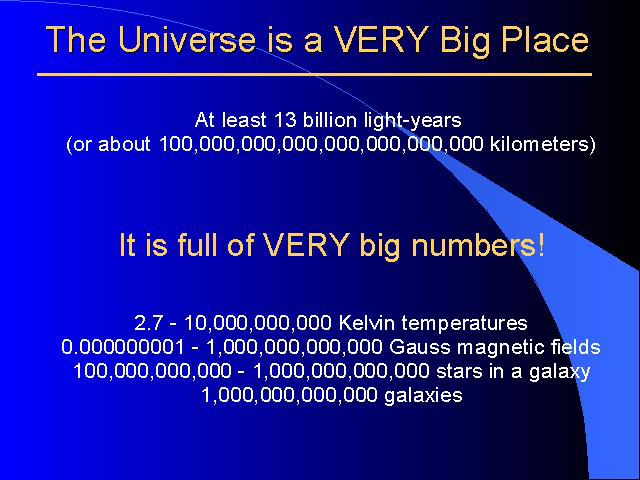 The Universe is a VERY Big Place
At least 13 billion light-years
(or about 100,000,000,000,000,000,000,000 kilometers)
It is full of VERY big numbers!
2.7 - 10,000,000,000 Kelvin temperatures
0.000000001 - 1,000,000,000,000 Gauss magnetic fields
100,000,000,000 - 1,000,000,000,000 stars in a galaxy
1,000,000,000,000 galaxies